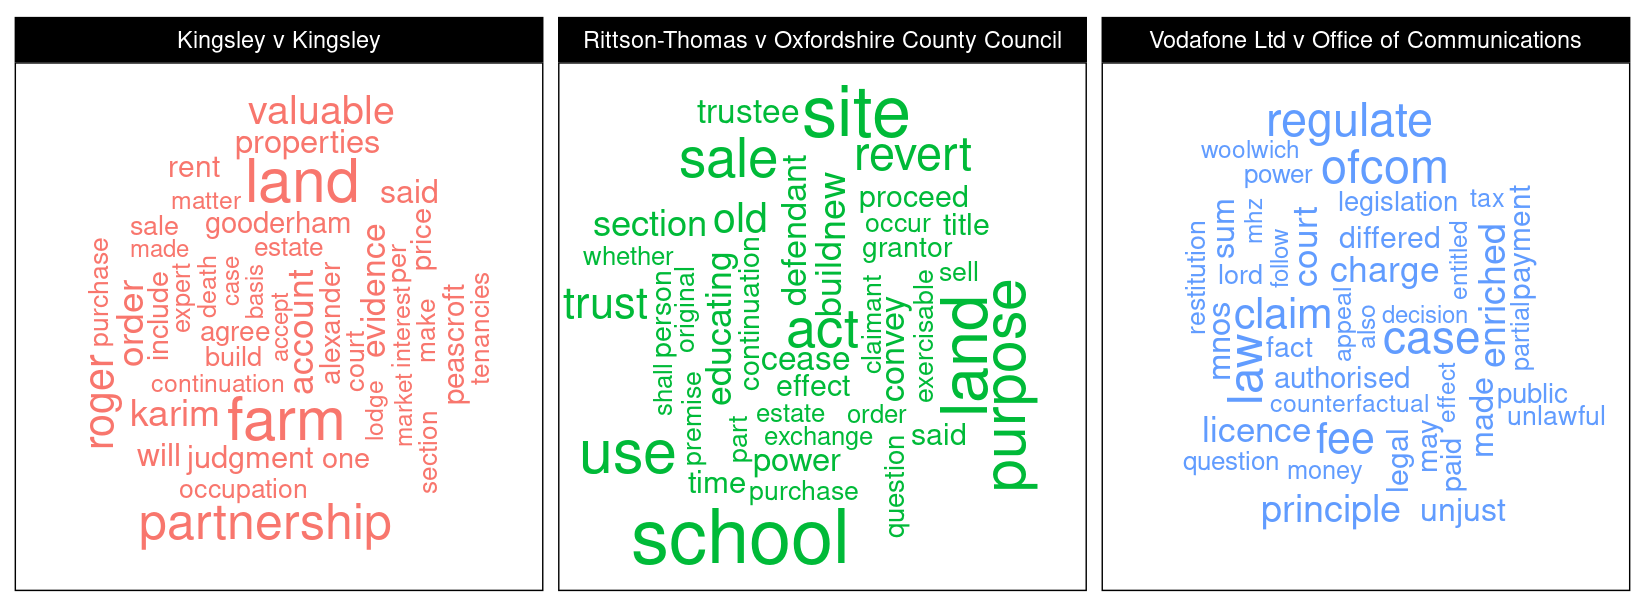 Kingsley v Kingsley
valuable
properties
rent
land
said
matter
sale
gooderham
price
made
estate
evidence
purchase
order
include
expert
death
case
basis
accept
account
alexander
court
per
interest
make
peascroft
tenancies
agree
build
roger
continuation
karim
farm
lodge
market
section
will
judgment
one
occupation
partnership
Rittson-Thomas v Oxfordshire County Council
trustee
site
sale
revert
defendant
buildnew
proceed
section
old
occur
title
whether
grantor
sell
trust
person
shall
original
educating
continuation
act
claimant
convey
exercisable
land
purpose
cease
effect
premise
part
estate
order
exchange
said
use
power
time
purchase
question
school
Vodafone Ltd v Office of Communications
regulate
woolwich
ofcom
power
legislation
tax
restitution
sum
mhz
follow
court
differed
entitled
enriched
partialpayment
lord
charge
mnos
law
claim
appeal
also
decision
case
fact
authorised
effect
made
public
counterfactual
unlawful
licence
fee
legal
may
paid
question
money
principle
unjust